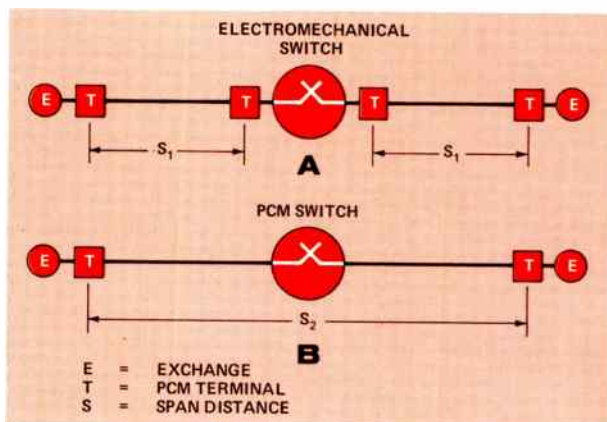 ELECTROMECHANICAL
SWITCH
E T T T T E
S₁ S₁
A
PCM SWITCH
E T T E
S₂
B
E = EXCHANGE
T = PCM TERMINAL
S = SPAN DISTANCE